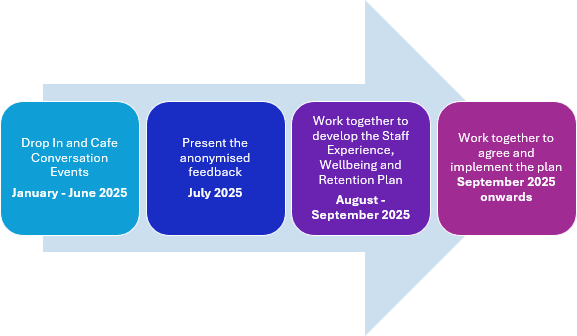 Drop In and Cafe
Conversation
Events
January - June 2025
Present the
anonymised
feedback
July 2025
Work together to
develop the Staff
Experience,
Wellbeing and
Retention Plan
August -
September 2025
Work together to
agree and
implement the plan
September 2025
onwards